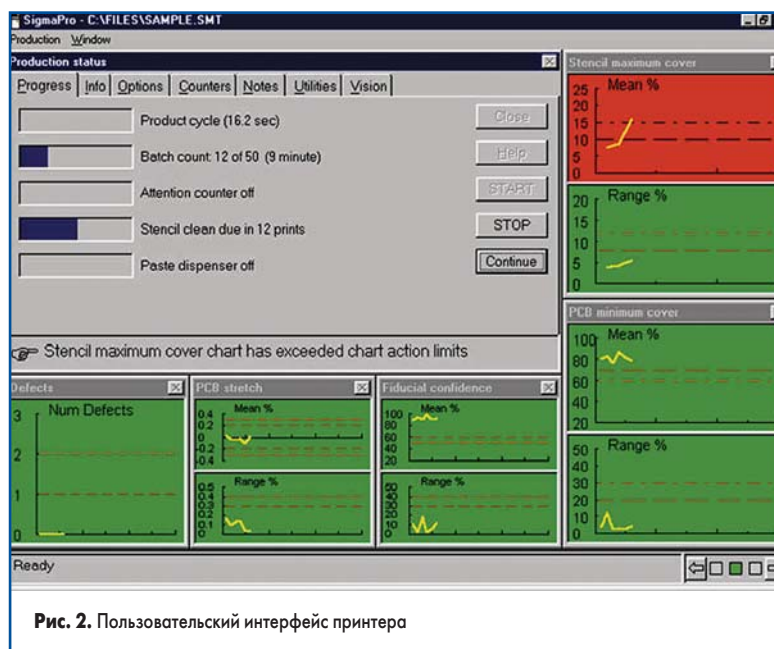 SigmaPro - C:\FILES\SAMPLE.SMT
Production Window
Production status
Progress Info Options Counters Notes Utilities Vision
Product cycle (16.2 sec)
Close
Batch count: 12 of 50 (9 minute)
Help
Attention counter off
START
Stencil clean due in 12 prints
STOP
Paste dispenser off
Continue
Stencil maximum cover chart has exceeded chart action limits
Stencil maximum cover
Mean %
25
20
15
10
5
0
Range %
20
15
10
5
0
PCB minimum cover
Mean %
100
80
60
40
20
Range %
50
40
30
20
10
0
Defects
Num Defects
3
2
1
0
PCB stretch
Mean %
0.4
0.2
0
-0.2
-0.4
Range %
0.5
0.4
0.3
0.2
0.1
0
Fiducial confidence
Mean %
100
80
60
40
20
Range %
50
40
30
20
10
0
Ready
Рис. 2. Пользовательский интерфейс принтера